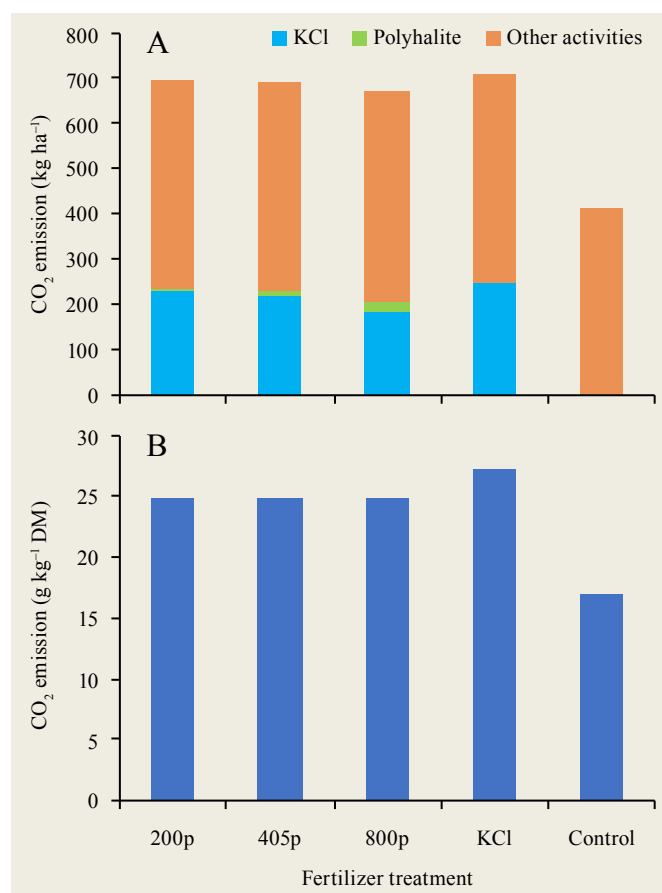 A
KCl Polyhalite Other activities
CO₂ emission (kg ha⁻¹)
800
700
600
500
400
300
200
100
0
B
CO₂ emission (g kg⁻¹ DM)
30
25
20
15
10
5
0
200p 405p 800p KCl Control
Fertilizer treatment